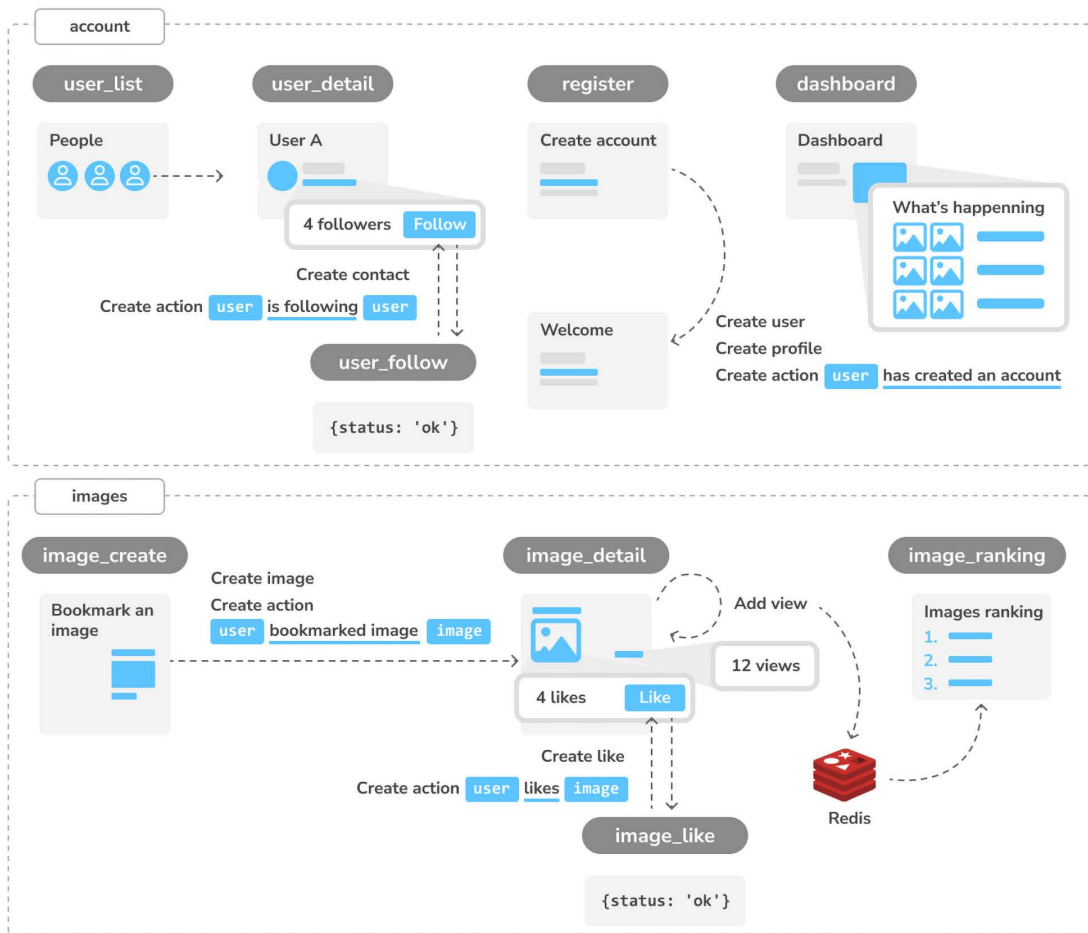 account
user_list
user_detail
register
dashboard
People
User A
Create account
Dashboard
4 followers Follow
What's happenning
Create contact
Create action user is following user
user_follow
{status: 'ok'}
Welcome
Create user
Create profile
Create action user has created an account
images
image_create
image_detail
image_ranking
Bookmark an
image
Create image
Create action
user bookmarked image image
Add view
12 views
4 likes Like
Create like
Create action user likes image
image_like
{status: 'ok'}
Redis
Images ranking
1.
2.
3.